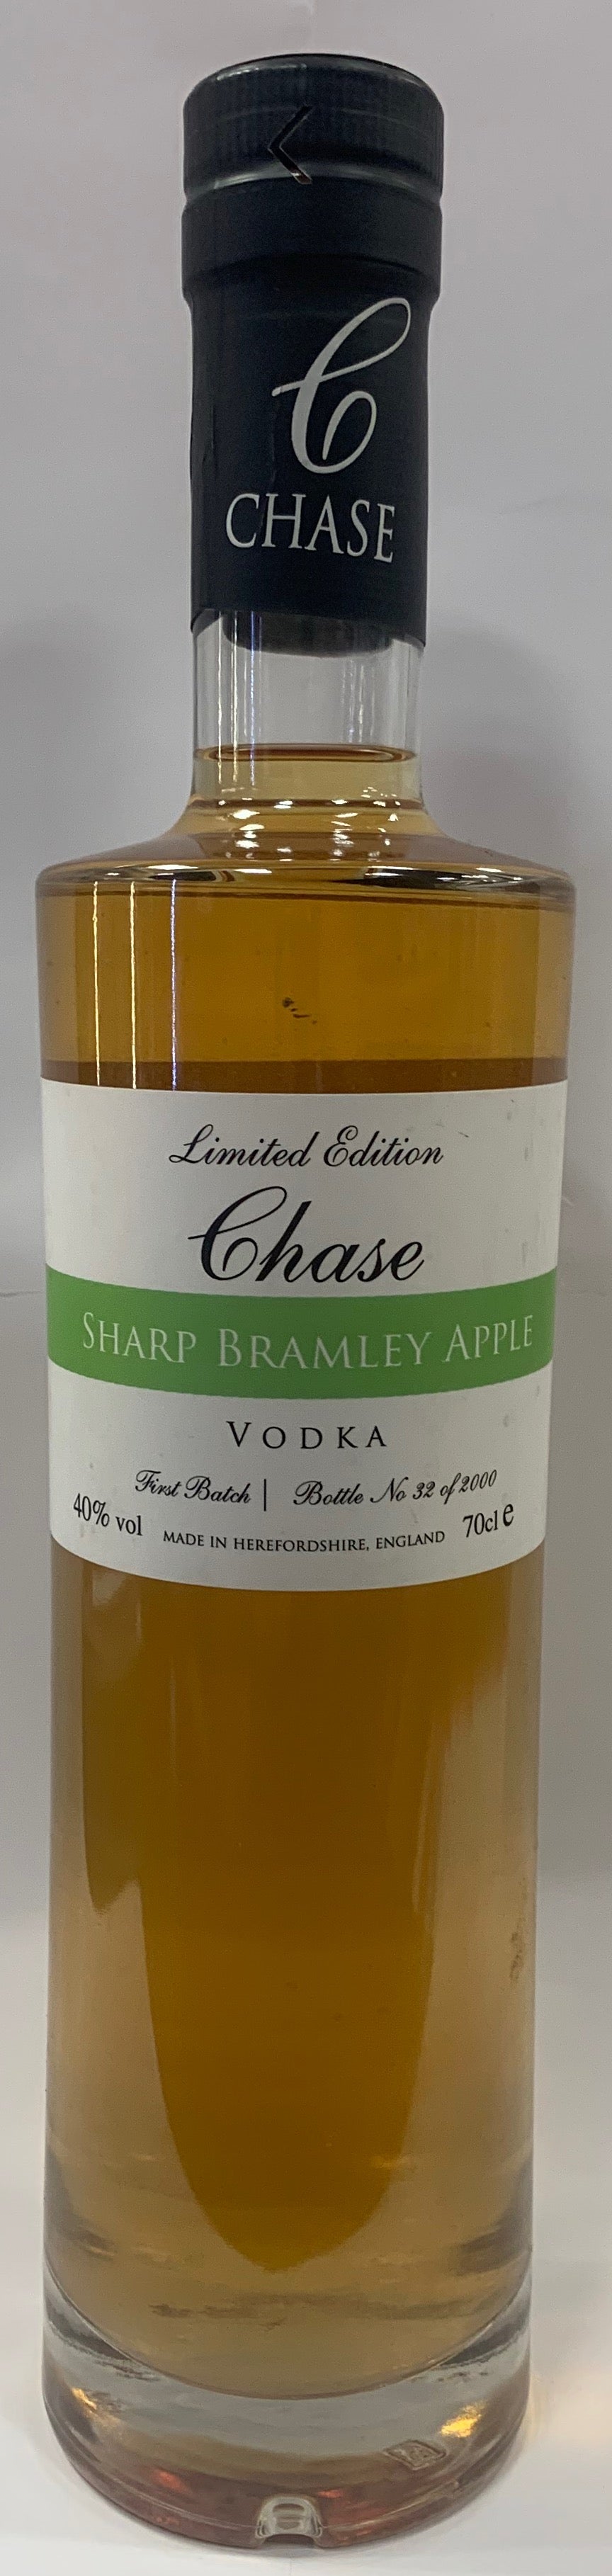 C
CHASE
Limited Edition
Chase
SHARP BRAMLEY APPLE
VODKA
First Batch | Bottle No 32 of 2000
40% vol MADE IN HEREFORDSHIRE, ENGLAND 70cl e